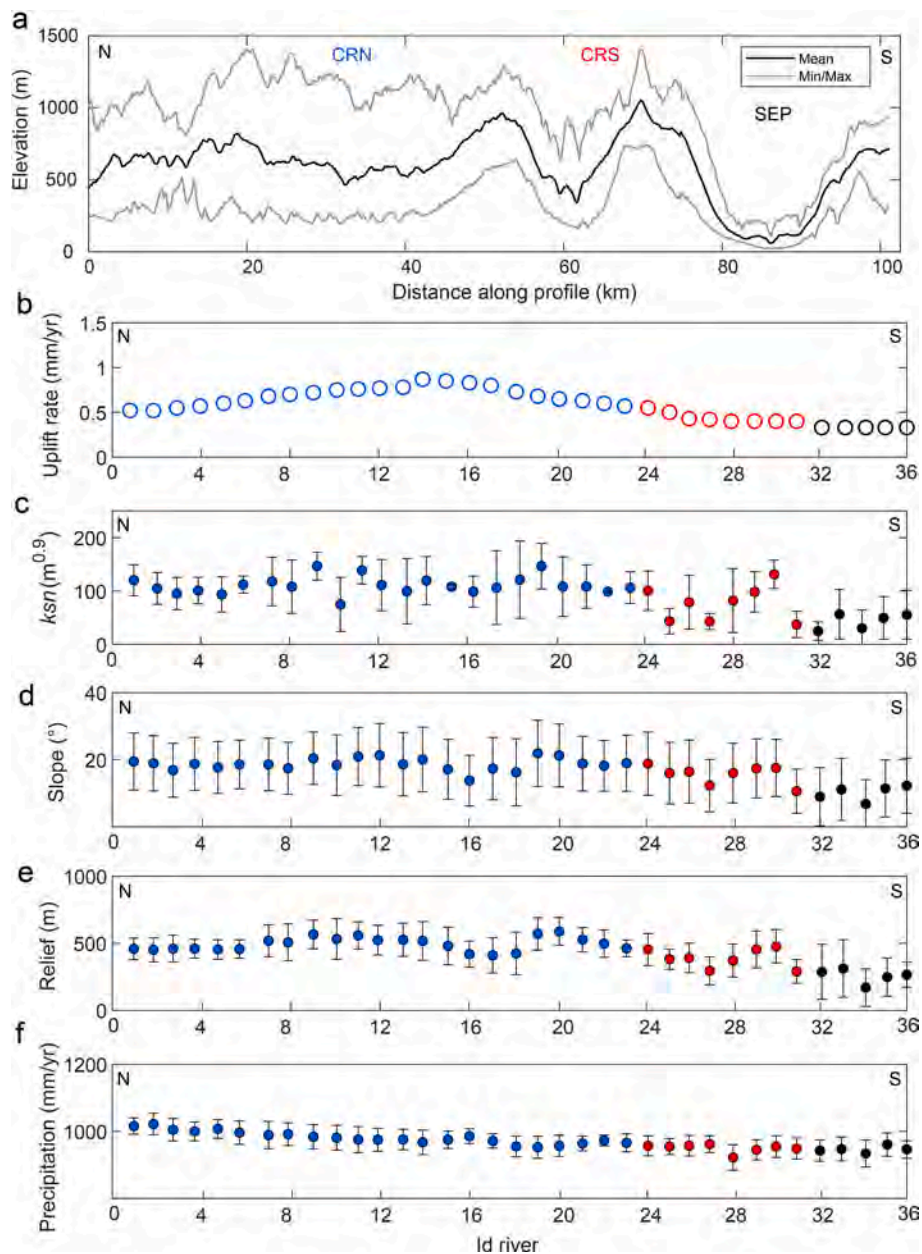 a
1500
N
CRN
CRS
S
Mean
Min/Max
SEP
1000
500
0
Elevation (m)
0 20 40 60 80 100
Distance along profile (km)
b
1.5
N
S
1
0.5
0
Uplift rate (mm/yr)
0 4 8 12 16 20 24 28 32 36
c
N
S
200
100
0
ksn(m0.9)
0 4 8 12 16 20 24 28 32 36
d
40
N
S
20
Slope (°)
0 4 8 12 16 20 24 28 32 36
e
1000
N
S
500
0
Relief (m)
0 4 8 12 16 20 24 28 32 36
f
1200
N
S
1000
Precipitation (mm/yr)
0 4 8 12 16 20 24 28 32 36
Id river